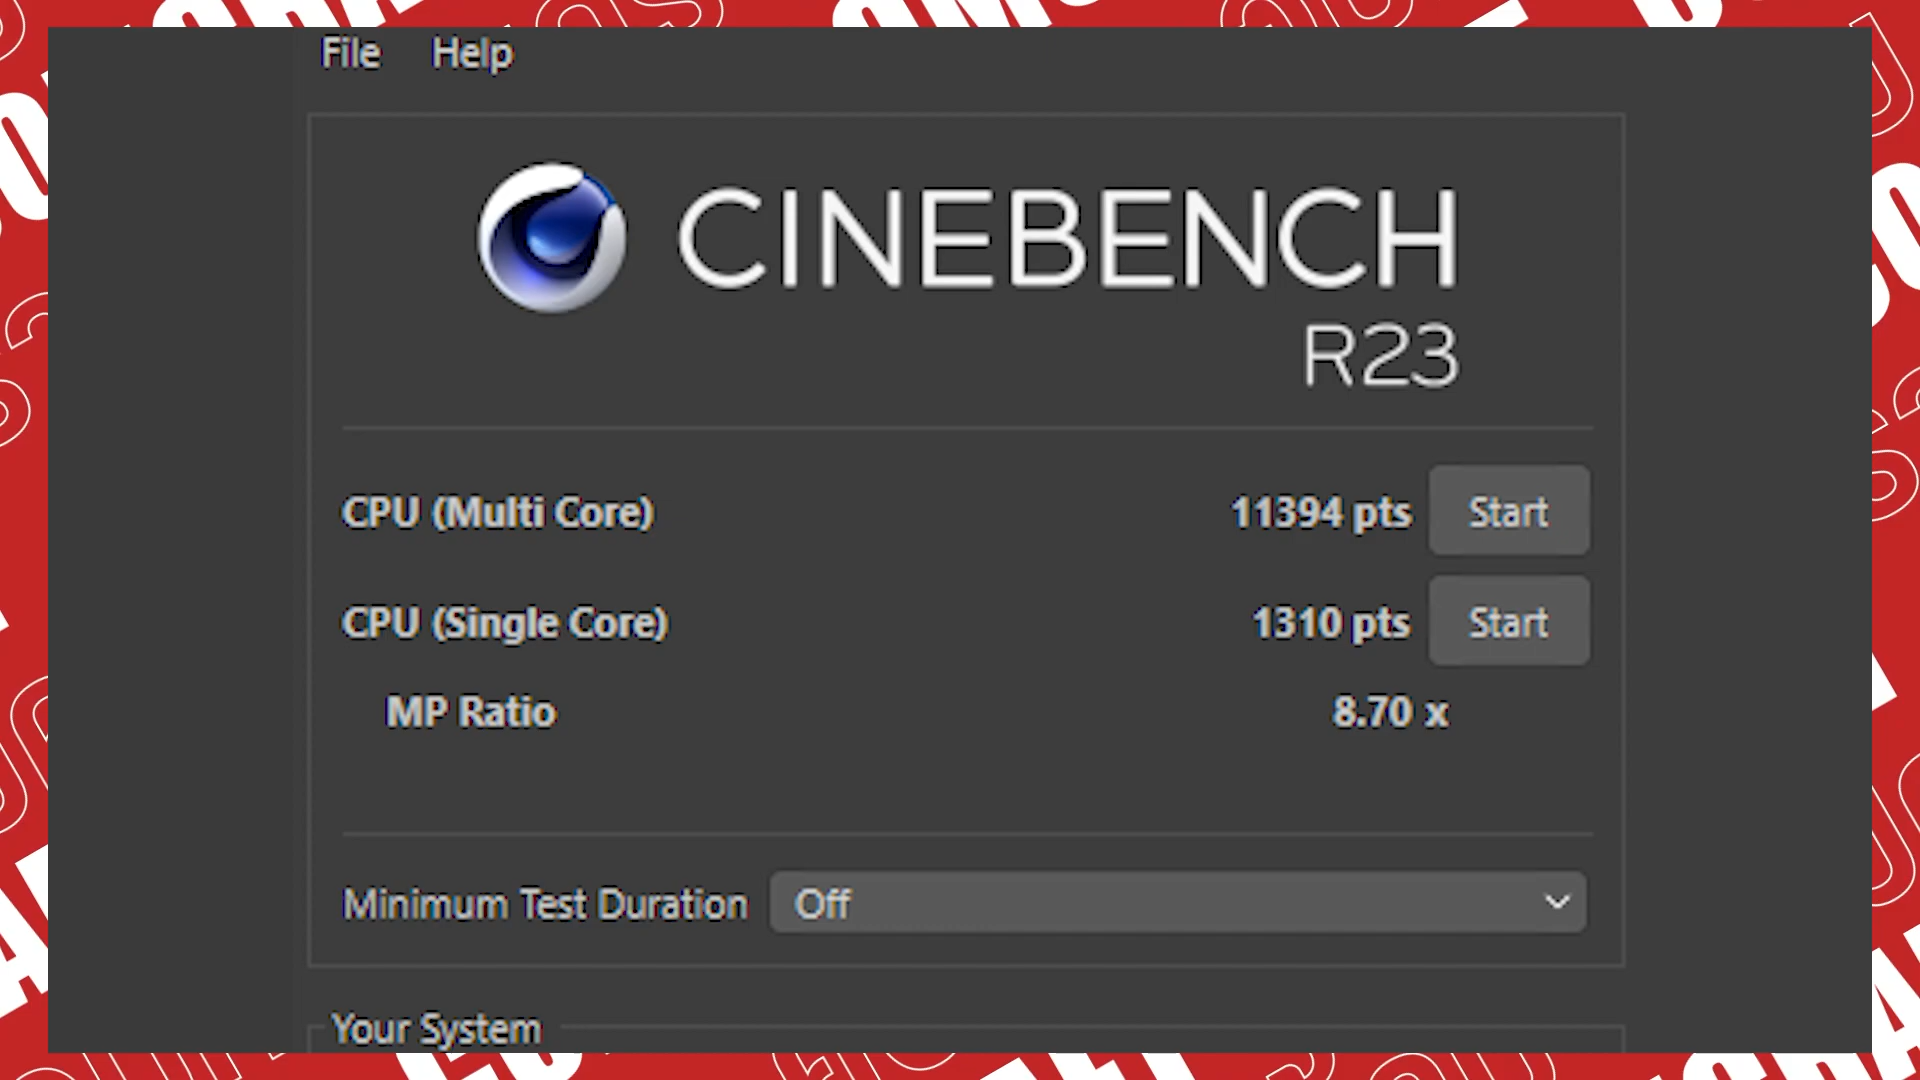 File Help
CINEBENCH
R23
CPU (Multi Core) 11394 pts Start
CPU (Single Core) 1310 pts Start
MP Ratio 8.70 x
Minimum Test Duration Off
Your System